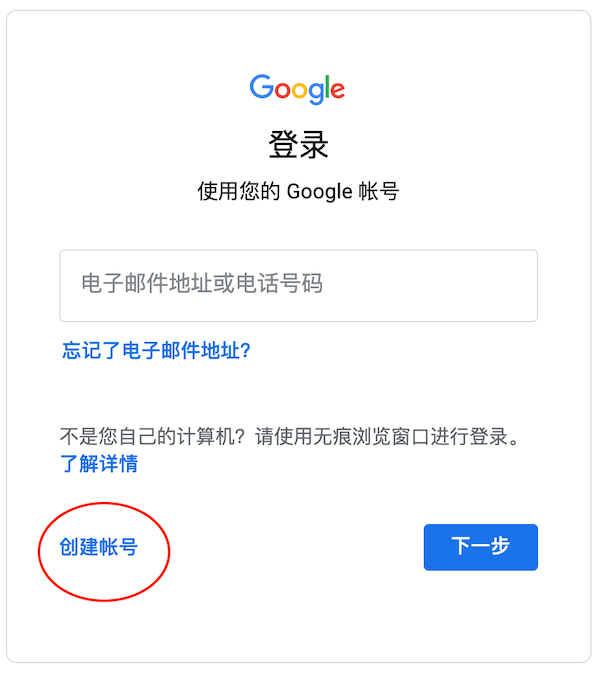 Google
登录
使用您的 Google 帐号
电子邮件地址或电话号码
忘记了电子邮件地址?
不是您自己的计算机？请使用无痕浏览窗口进行登录。
了解详情
创建帐号
下一步